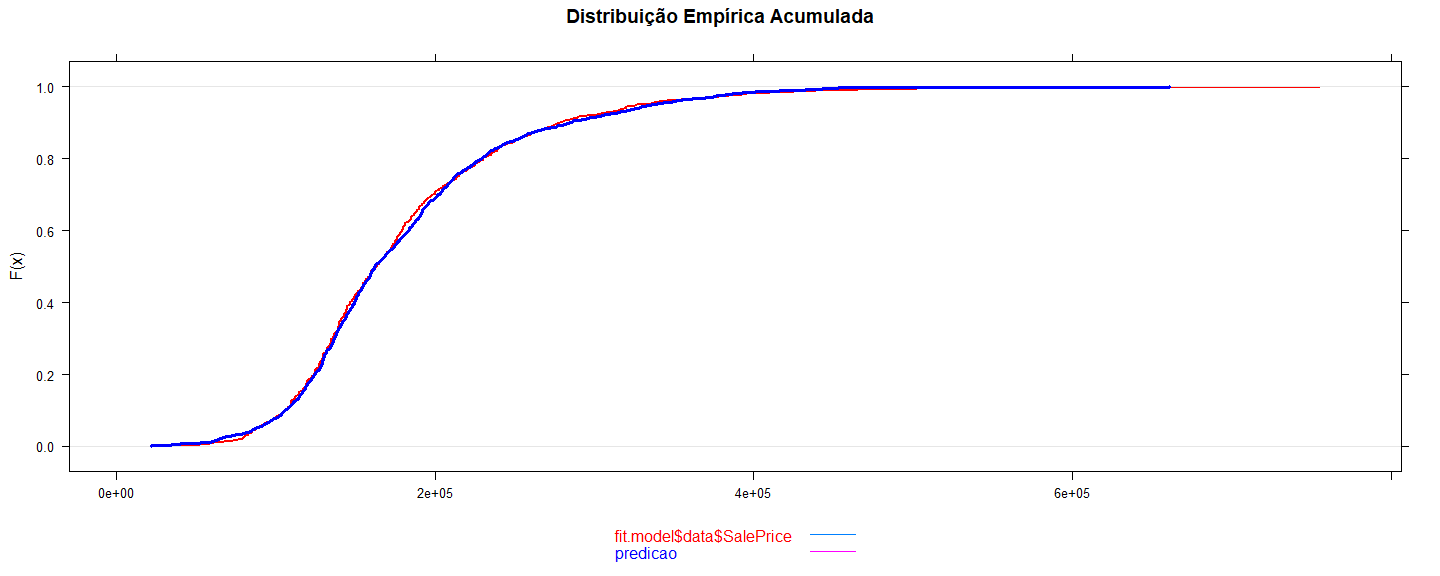 Distribuição Empírica Acumulada
1.0
0.8
0.6
0.4
0.2
0.0
F(x)
0e+00 2e+05 4e+05 6e+05
fit.model$data$SalePrice
predicao